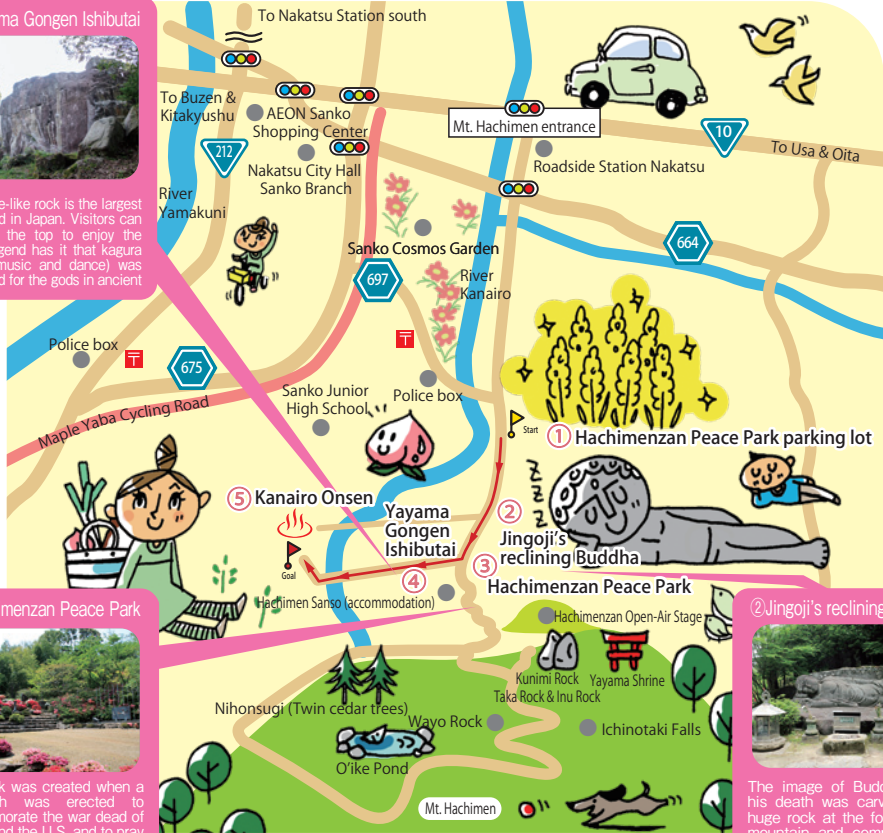 ma Gongen Ishibutai
e-like rock is the largest
d in Japan. Visitors can
the top to enjoy the
gend has it that kagura
music and dance) was
d for the gods in ancient
To Nakatsu Station south
To Buzen &
Kitakyushu
AEON Sanko
Shopping Center
212
Nakatsu City Hall
Sanko Branch
River
Yamakuni
Mt. Hachimen entrance
Roadside Station Nakatsu
10
To Usa & Oita
664
Sanko Cosmos Garden
697
River
Kanairo
Police box
〒
〒
675
Maple Yaba Cycling Road
Sanko Junior
High School
Police box
Start
① Hachimenzan Peace Park parking lot
z
z
z
z
②
Jingoji's
reclining Buddha
③
Hachimenzan Peace Park
⑤ Kanairo Onsen
Yayama
Gongen
Ishibutai
④
Goal
Hachimen Sanso (accommodation)
Hachimenzan Open-Air Stage
Kunimi Rock
Taka Rock & Inu Rock
Yayama Shrine
Nihonsugi (Twin cedar trees)
Wayo Rock
Ichinotaki Falls
O'ike Pond
Mt. Hachimen
menzan Peace Park
k was created when a
h was erected to
morate the war dead of
nd the U.S. and to pray
②Jingoji's reclining
The image of Budd
his death was carv
huge rock at the fo
mountain and com